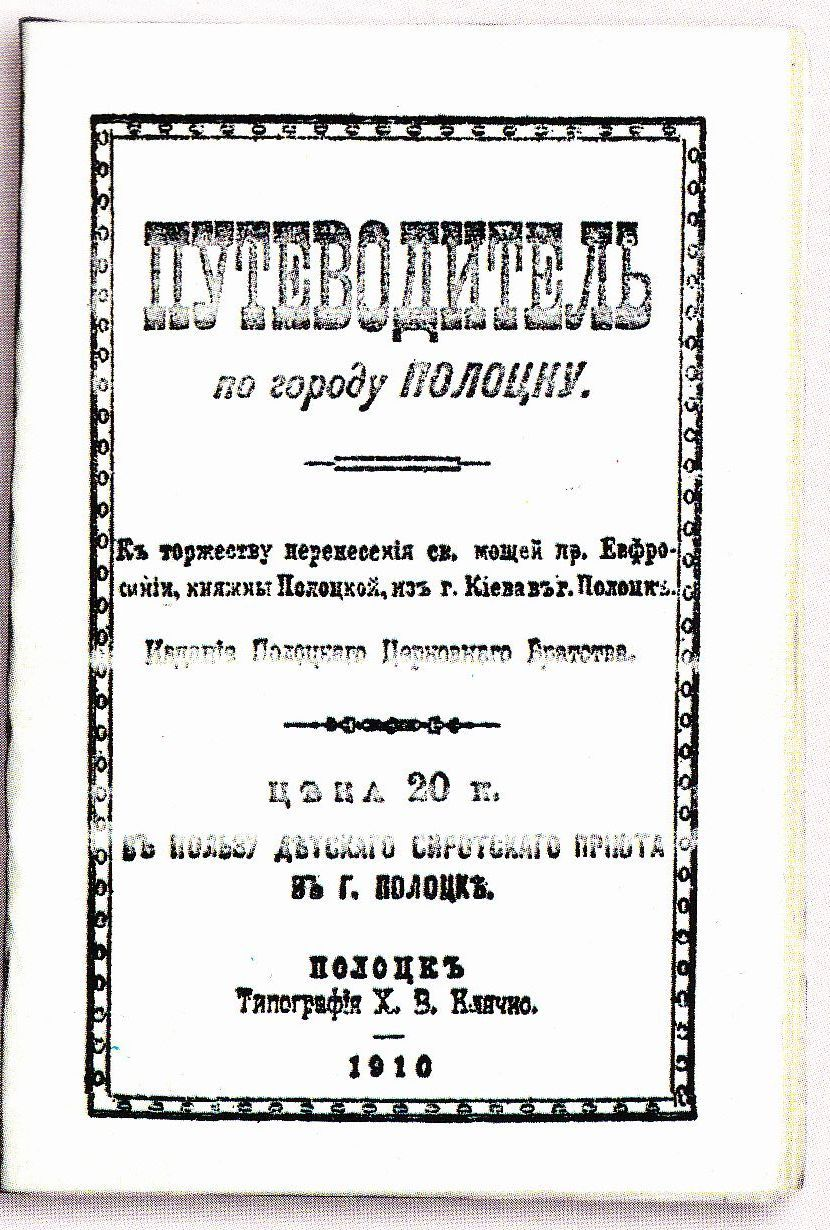 ПУТЕВОДИТЕЛЬ
по городу ПОЛОЦКУ.
Къ торжеству перенесенія св. мощей пр. Евфро-
синіи, княжны Полоцкой, изъ г. Кіева въ г. Полоцкъ.
Изданія Полоцкаго Церковнаго Братства.
ЦѢНА 20 к.
ВЪ ПОЛЬЗУ ДѢТСКАГО СИРОТСКАГО ПРІЮТА
ВЪ Г. ПОЛОЦКѢ.
ПОЛОЦКЪ
Типографія Х. В. Клячко.
1910